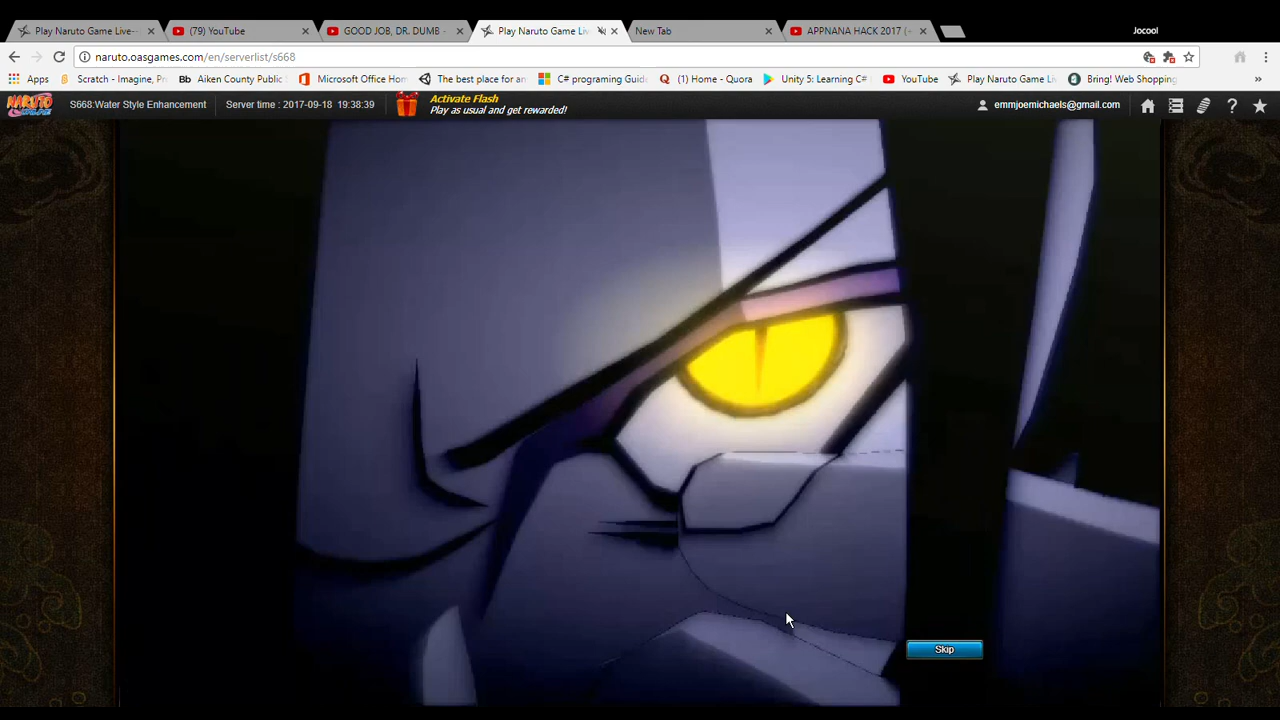 Play Naruto Game Live--
(79) YouTube
GOOD JOB, DR. DUMB -
Play Naruto Game Liv
New Tab
APPNANA HACK 2017 (+
Jocool
naruto.oasgames.com/en/serverlist/s668
Apps
Scratch - Imagine, Pr
Bb Aiken County Public
Microsoft Office Hom
The best place for an
C# programing Guid
(1) Home - Quora
Unity 5: Learning C#
YouTube
Play Naruto Game Li
Bring! Web Shopping
»
NARUTO ONLINE
S668:Water Style Enhancement
Server time : 2017-09-18 19:38:39
Activate Flash
Play as usual and get rewarded!
emmjoemichaels@gmail.com
Skip